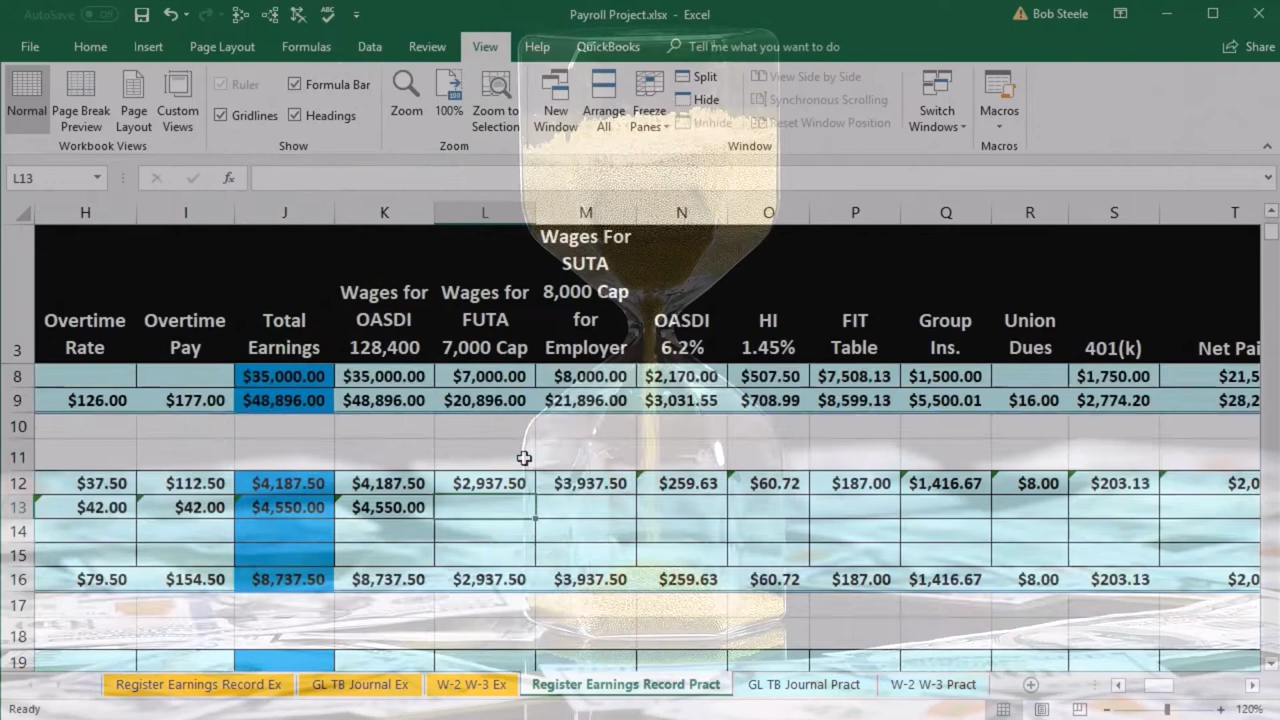 AutoSave Off Payroll Project.xlsx - Excel Bob Steele
File Home Insert Page Layout Formulas Data Review View Help QuickBooks Tell me what you want to do Share
Normal Page Break Preview Page Layout Custom Views
Workbook Views
Ruler Formula Bar
Gridlines Headings
Show
Zoom 100% Zoom to Selection
Zoom
New Window Arrange All Freeze Panes
Split
Hide
Unhide
View Side by Side
Synchronous Scrolling
Reset Window Position
Window
Switch Windows
Macros
Macros
L13 fx
H I J K L M N O P Q R S T
3 Overtime Rate Overtime Pay Total Earnings Wages for OASDI 128,400 Wages for FUTA 7,000 Cap Wages For SUTA 8,000 Cap for Employer OASDI 6.2% HI 1.45% FIT Table Group Ins. Union Dues 401(k) Net Pai
8 $35,000.00 $35,000.00 $7,000.00 $8,000.00 $2,170.00 $507.50 $7,508.13 $1,500.00 $1,750.00 $21,5
9 $126.00 $177.00 $48,896.00 $48,896.00 $20,896.00 $21,896.00 $3,031.55 $708.99 $8,599.13 $5,500.01 $16.00 $2,774.20 $28,2
10
11
12 $37.50 $112.50 $4,187.50 $4,187.50 $2,937.50 $3,937.50 $259.63 $60.72 $187.00 $1,416.67 $8.00 $203.13 $2,0
13 $42.00 $42.00 $4,550.00 $4,550.00
14
15
16 $79.50 $154.50 $8,737.50 $8,737.50 $2,937.50 $3,937.50 $259.63 $60.72 $187.00 $1,416.67 $8.00 $203.13 $2,0
17
18
19
Register Earnings Record Ex GL TB Journal Ex W-2 W-3 Ex Register Earnings Record Pract GL TB Journal Pract W-2 W-3 Pract
Ready 120%